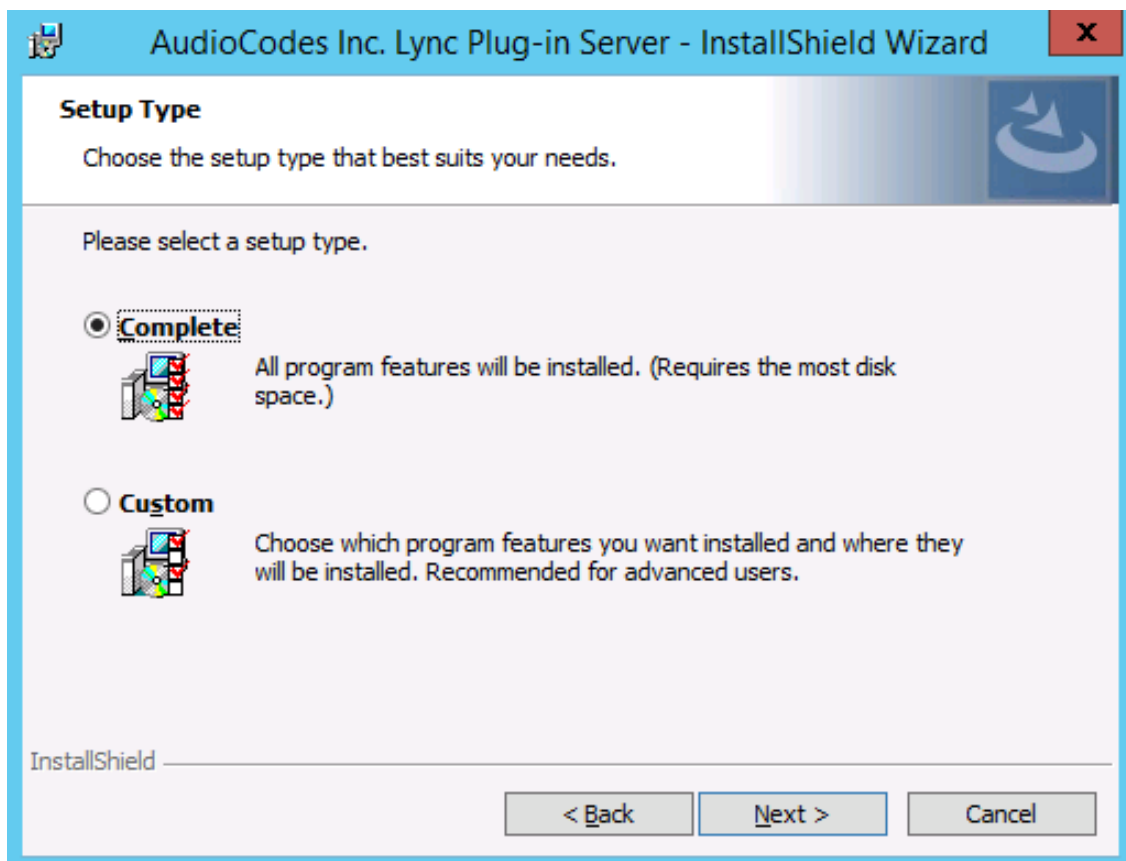 AudioCodes Inc. Lync Plug-in Server - InstallShield Wizard
x
Setup Type
Choose the setup type that best suits your needs.
Please select a setup type.
Complete
All program features will be installed. (Requires the most disk
space.)
Custom
Choose which program features you want installed and where they
will be installed. Recommended for advanced users.
InstallShield
< Back
Next >
Cancel